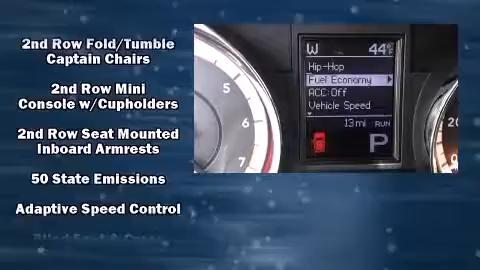 2nd Row Fold/Tumble
Captain Chairs
2nd Row Mini
Console w/Cupholders
2nd Row Seat Mounted
Inboard Armrests
50 State Emissions
Adaptive Speed Control
W 44°
Hip-Hop
Fuel Economy
ACC:Off
Vehicle Speed
13 mi RUN
P
5
6
7